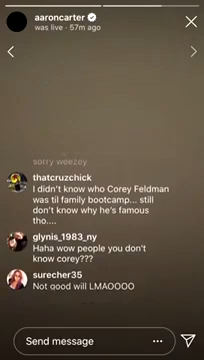 aaroncarter
was live · 57m ago
sorry weezey
thatcruzchick
I didn't know who Corey Feldman
was til family bootcamp... still
don't know why he's famous
tho....
glynis_1983_ny
Haha wow people you don't
know corey???
surecher35
Not good will LMAOOOO
Send message